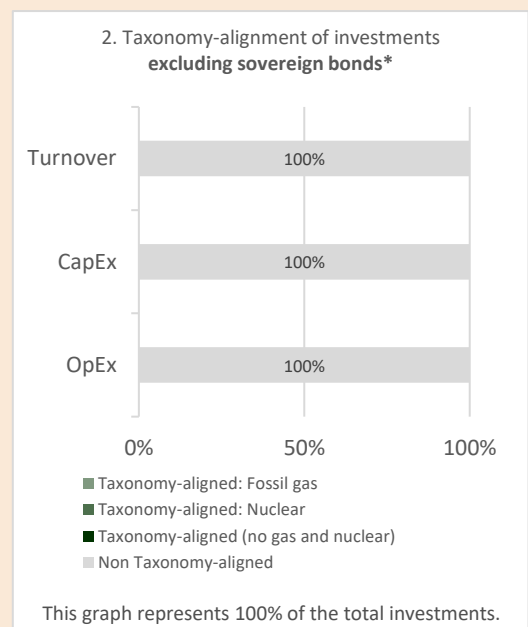 2. Taxonomy-alignment of investments
excluding sovereign bonds*
Turnover
100%
CapEx
100%
OpEx
100%
0%
50%
100%
Taxonomy-aligned: Fossil gas
Taxonomy-aligned: Nuclear
Taxonomy-aligned (no gas and nuclear)
Non Taxonomy-aligned
This graph represents 100% of the total investments.